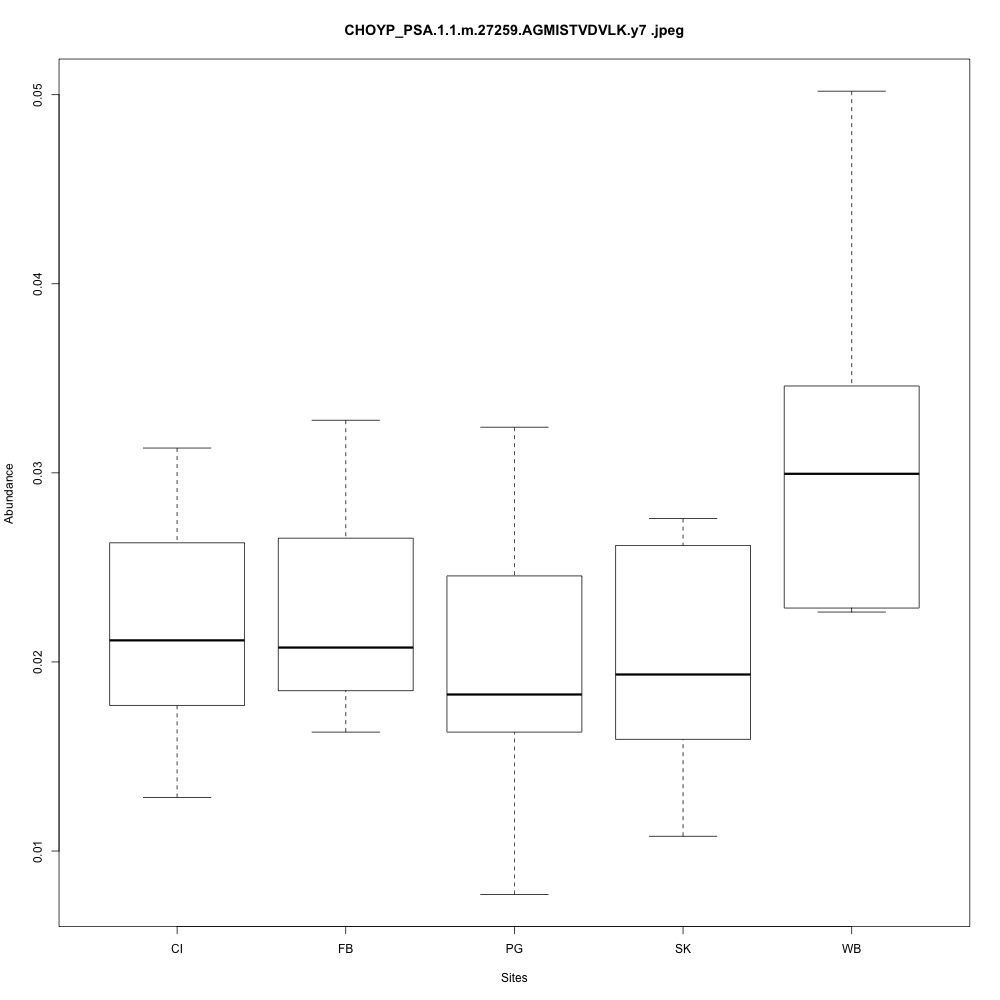 CHOYP_PSA.1.1.m.27259.AGMISTVDVLK.y7 .jpeg
0.05
0.04
0.03
0.02
0.01
Abundance
CI FB PG SK WB
Sites